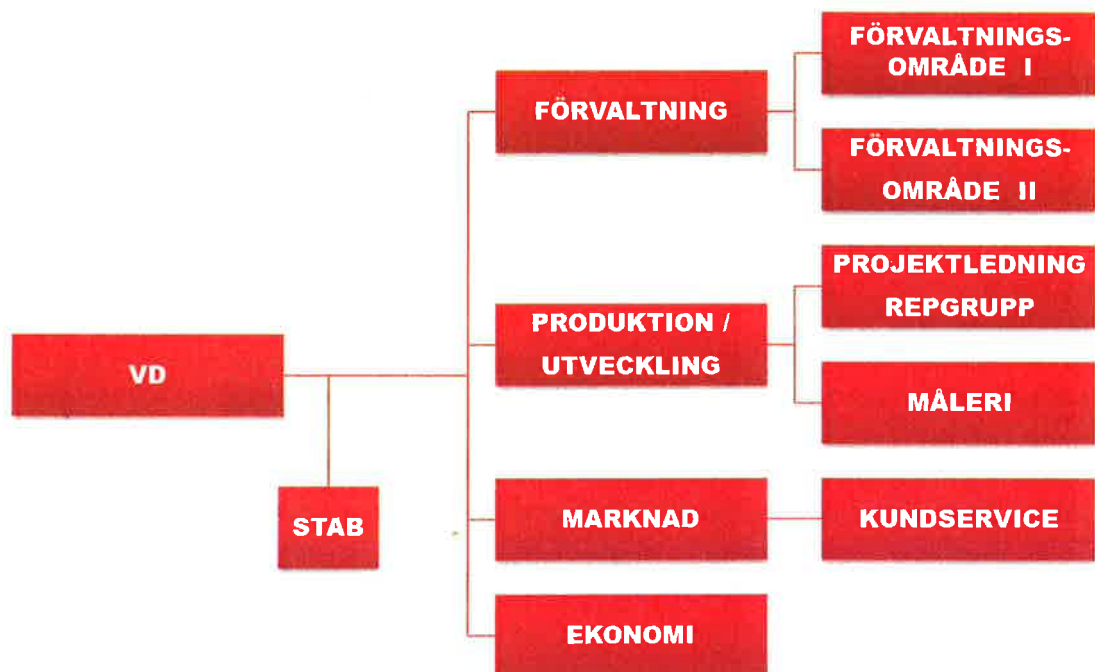 VD
STAB
FÖRVALTNING
FÖRVALTNINGS-
OMRÅDE I
FÖRVALTNINGS-
OMRÅDE II
PRODUKTION /
UTVECKLING
PROJEKTLEDNING
REPGRUPP
MÅLERI
MARKNAD
KUNDSERVICE
EKONOMI